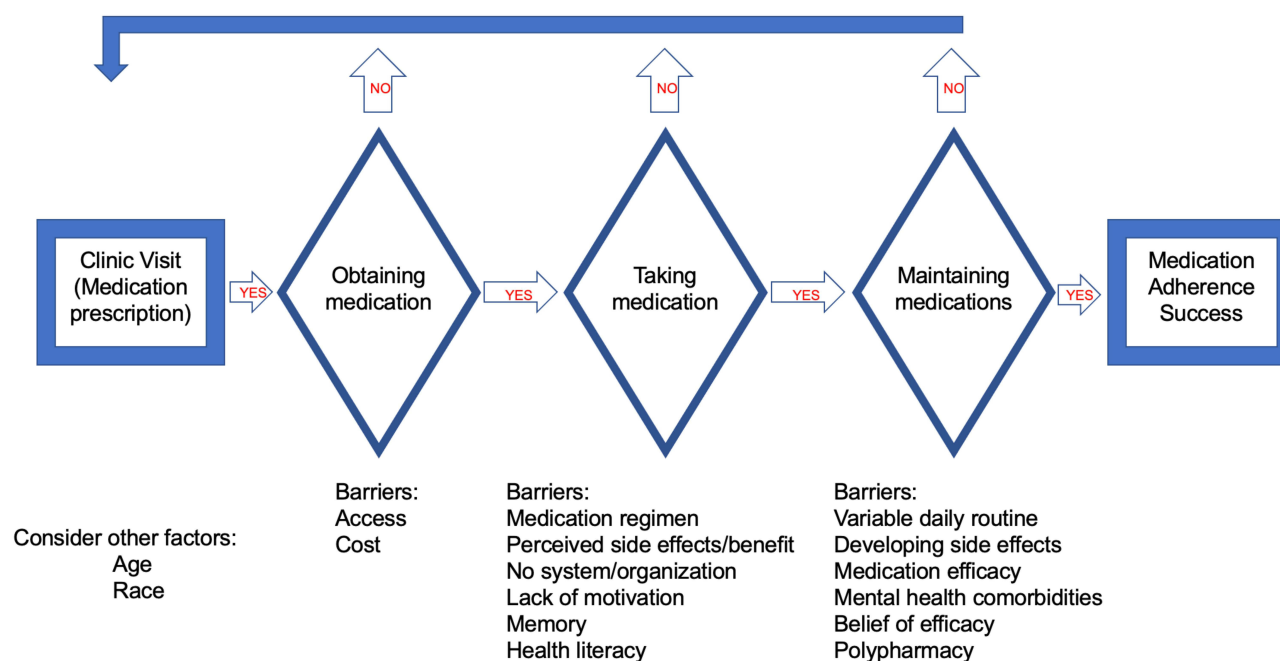 NO
NO
NO
Clinic Visit
(Medication
prescription)
YES
Obtaining
medication
YES
Taking
medication
YES
Maintaining
medications
YES
Medication
Adherence
Success
Consider other factors:
Age
Race
Barriers:
Access
Cost
Barriers:
Medication regimen
Perceived side effects/benefit
No system/organization
Lack of motivation
Memory
Health literacy
Barriers:
Variable daily routine
Developing side effects
Medication efficacy
Mental health comorbidities
Belief of efficacy
Polypharmacy